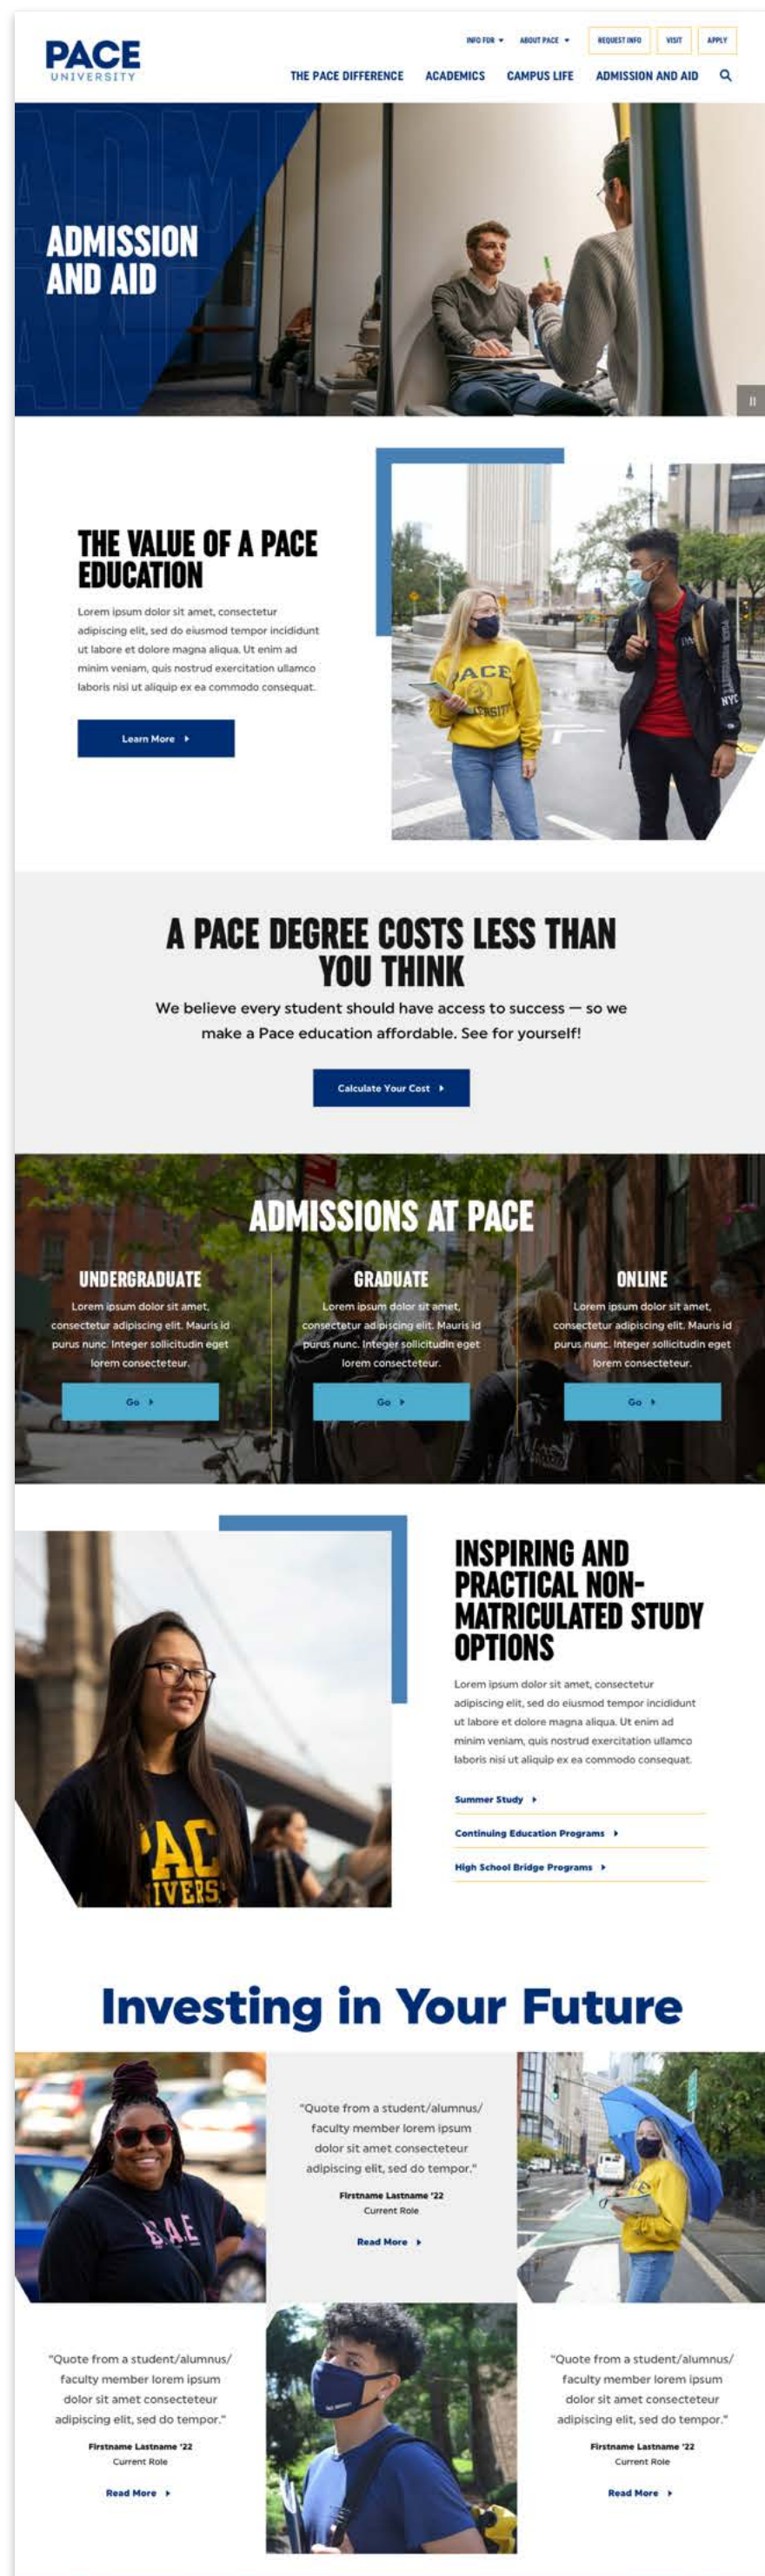 PACE
UNIVERSITY
INFO FOR
ABOUT PACE
REQUEST INFO
VISIT
APPLY
THE PACE DIFFERENCE
ACADEMICS
CAMPUS LIFE
ADMISSION AND AID
ADMISSION
AND AID
THE VALUE OF A PACE
EDUCATION
Lorem ipsum dolor sit amet, consectetur
adipiscing elit, sed do eiusmod tempor incididunt
ut labore et dolore magna aliqua. Ut enim ad
minim veniam, quis nostrud exercitation ullamco
laboris nisi ut aliquip ex ea commodo consequat.
Learn More
PACE
NYC
A PACE DEGREE COSTS LESS THAN
YOU THINK
We believe every student should have access to success — so we
make a Pace education affordable. See for yourself!
Calculate Your Cost
ADMISSIONS AT PACE
UNDERGRADUATE
Lorem ipsum dolor sit amet,
consectetur adipiscing elit. Mauris id
purus nunc. Integer sollicitudin eget
lorem consecteteur.
Go
GRADUATE
Lorem ipsum dolor sit amet,
consectetur adipiscing elit. Mauris id
purus nunc. Integer sollicitudin eget
lorem consecteteur.
Go
ONLINE
Lorem ipsum dolor sit amet,
consectetur adipiscing elit. Mauris id
purus nunc. Integer sollicitudin eget
lorem consecteteur.
Go
PAC
IVERS
INSPIRING AND
PRACTICAL NON-
MATRICULATED STUDY
OPTIONS
Lorem ipsum dolor sit amet, consectetur
adipiscing elit, sed do eiusmod tempor incididunt
ut labore et dolore magna aliqua. Ut enim ad
minim veniam, quis nostrud exercitation ullamco
laboris nisi ut aliquip ex ea commodo consequat.
Summer Study
Continuing Education Programs
High School Bridge Programs
Investing in Your Future
"Quote from a student/alumnus/
faculty member lorem ipsum
dolor sit amet consecteteur
adipiscing elit, sed do tempor."
Firstname Lastname '22
Current Role
Read More
"Quote from a student/alumnus/
faculty member lorem ipsum
dolor sit amet consecteteur
adipiscing elit, sed do tempor."
Firstname Lastname '22
Current Role
Read More
"Quote from a student/alumnus/
faculty member lorem ipsum
dolor sit amet consecteteur
adipiscing elit, sed do tempor."
Firstname Lastname '22
Current Role
Read More